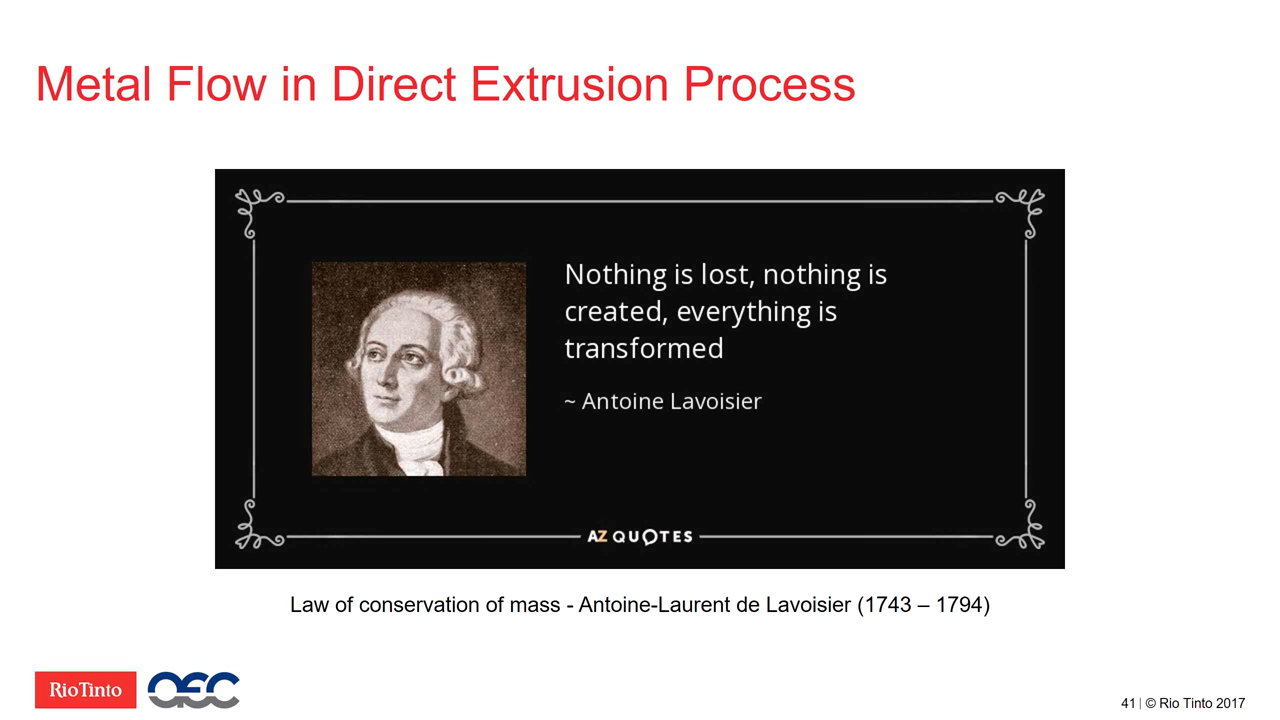 Metal Flow in Direct Extrusion Process
Nothing is lost, nothing is
created, everything is
transformed
~ Antoine Lavoisier
AZ QUOTES
Law of conservation of mass - Antoine-Laurent de Lavoisier (1743 – 1794)
RioTinto
AEC
41 | © Rio Tinto 2017